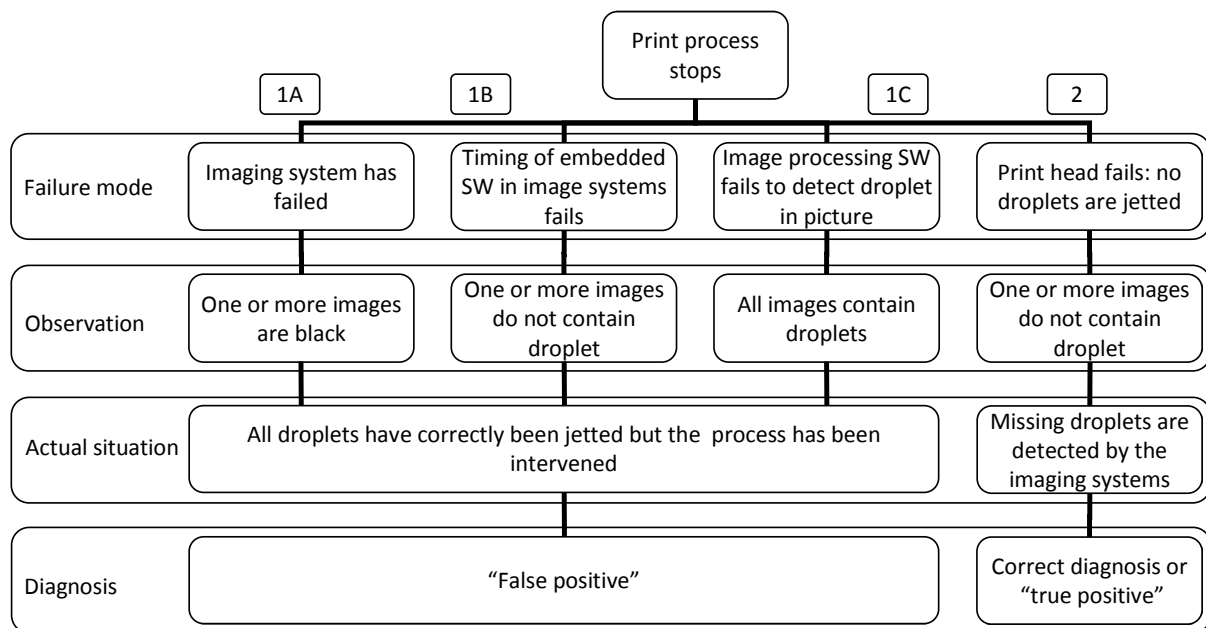 Print process
stops
1A
1B
1C
2
Failure mode
Imaging system has
failed
Timing of embedded
SW in image systems
fails
Image processing SW
fails to detect droplet
in picture
Print head fails: no
droplets are jetted
Observation
One or more images
are black
One or more images
do not contain
droplet
All images contain
droplets
One or more images
do not contain
droplet
Actual situation
All droplets have correctly been jetted but the process has been
intervened
Missing droplets are
detected by the
imaging systems
Diagnosis
“False positive”
Correct diagnosis or
“true positive”